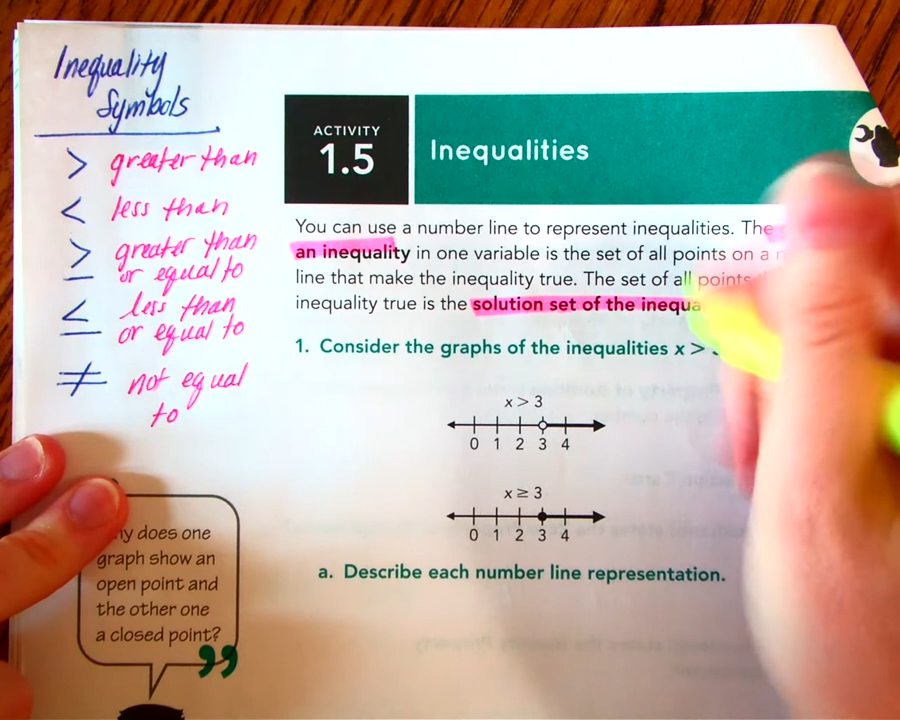 Inequality
Symbols
> greater than
< less than
≥ greater than
or equal to
≤ less than
or equal to
≠ not equal
to
ACTIVITY
1.5
Inequalities
You can use a number line to represent inequalities. The
an inequality in one variable is the set of all points on a
line that make the inequality true. The set of all points
inequality true is the solution set of the
1. Consider the graphs of the inequalities x >
x > 3
0 1 2 3 4
x ≥ 3
0 1 2 3 4
a. Describe each number line representation.
does one
graph show an
open point and
the other one
a closed point?